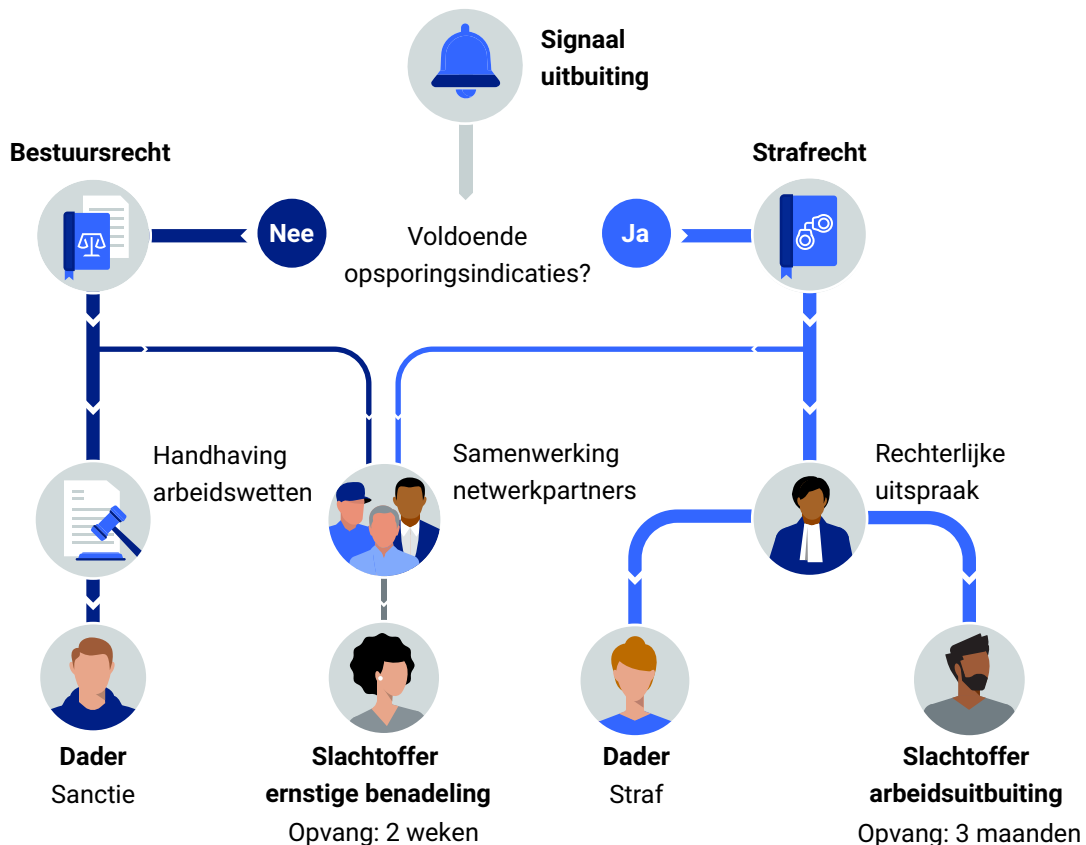 Signaal
uitbuiting
Bestuursrecht
Strafrecht
Nee
Voldoende
opsporingsindicaties?
Ja
Handhaving
arbeidswetten
Samenwerking
netwerkpartners
Rechterlijke
uitspraak
Dader
Sanctie
Slachtoffer
ernstige benadeling
Opvang: 2 weken
Dader
Straf
Slachtoffer
arbeidsuitbuiting
Opvang: 3 maanden